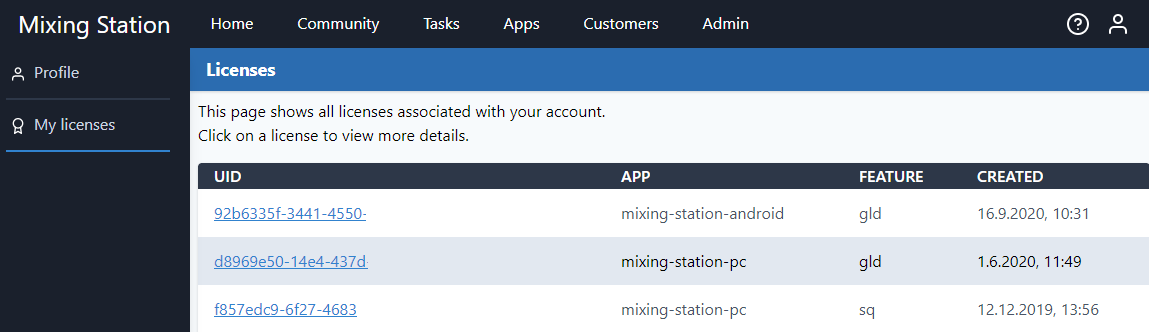 Mixing Station Home Community Tasks Apps Customers Admin
Profile
My licenses
Licenses
This page shows all licenses associated with your account.
Click on a license to view more details.
UID APP FEATURE CREATED
92b6335f-3441-4550- mixing-station-android gld 16.9.2020, 10:31
d8969e50-14e4-437d- mixing-station-pc gld 1.6.2020, 11:49
f857edc9-6f27-4683 mixing-station-pc sq 12.12.2019, 13:56